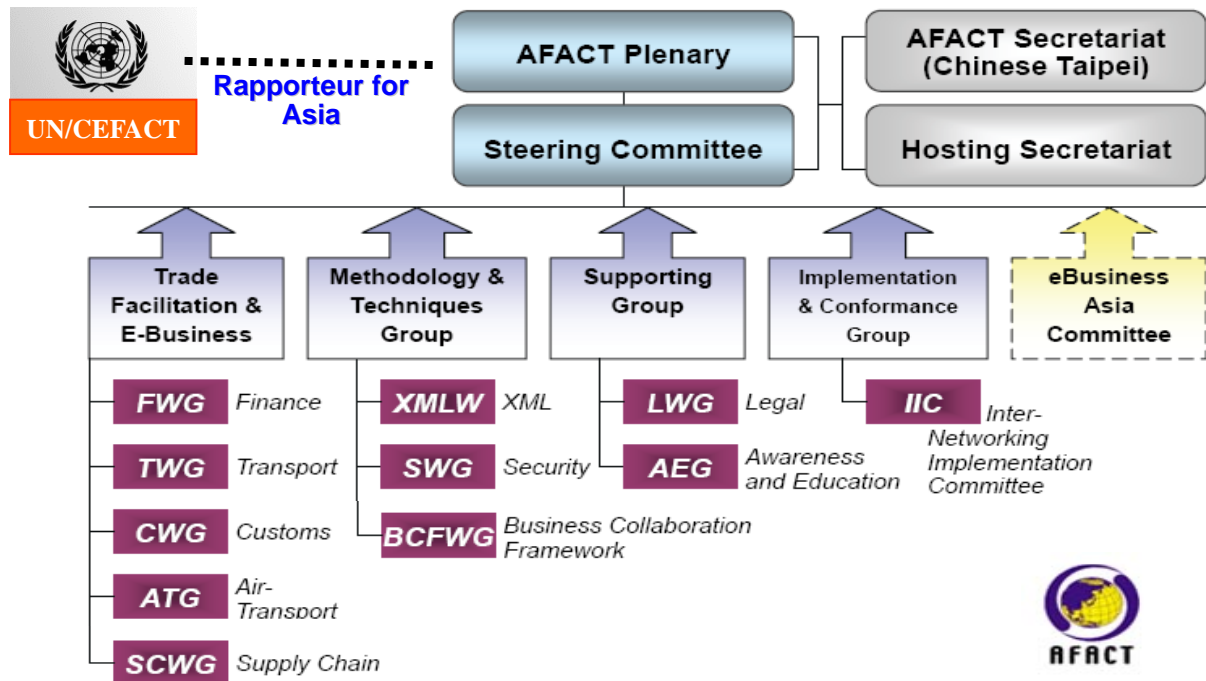 UN/CEFACT
Rapporteur for
Asia
AFACT Plenary
Steering Committee
AFACT Secretariat
(Chinese Taipei)
Hosting Secretariat
Trade
Facilitation &
E-Business
FWG Finance
TWG Transport
CWG Customs
ATG Air-
Transport
SCWG Supply Chain
Methodology &
Techniques
Group
XMLW XML
SWG Security
BCFWG Business Collaboration
Framework
Supporting
Group
LWG Legal
AEG Awareness
and Education
Implementation
& Conformance
Group
IIC Inter-
Networking
Implementation
Committee
eBusiness
Asia
Committee
AFACT